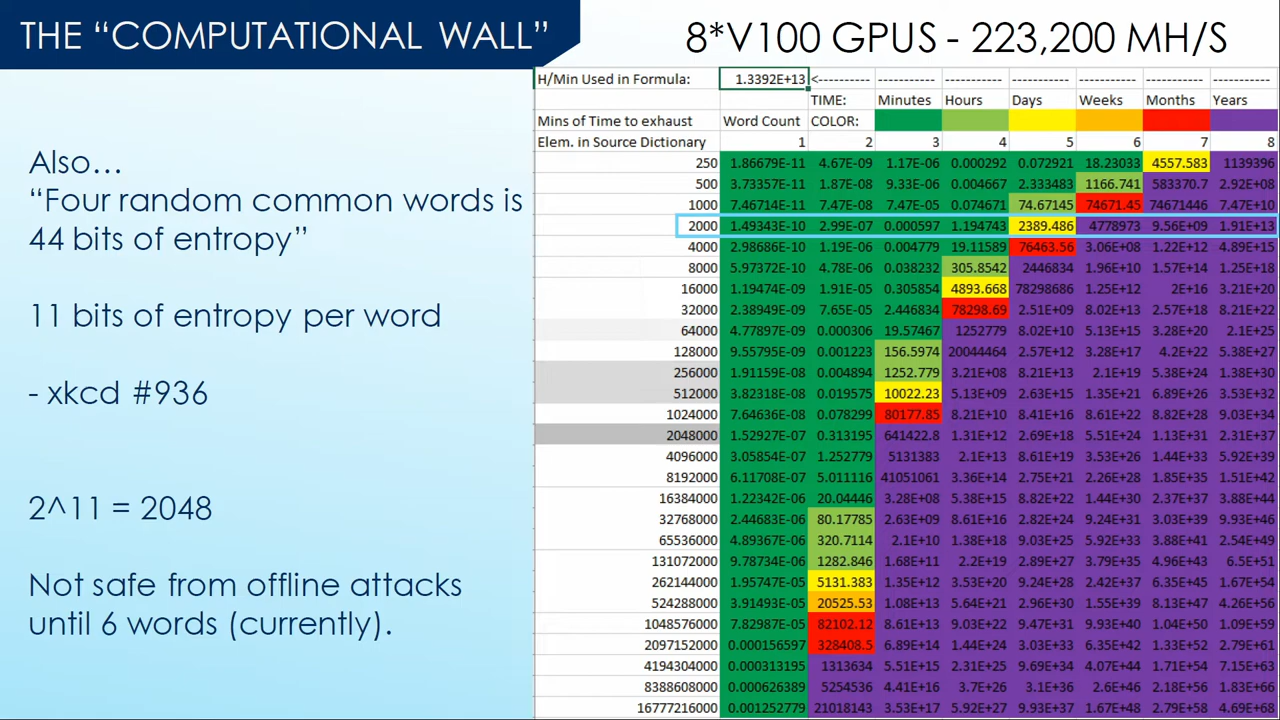 THE “COMPUTATIONAL WALL”
8*V100 GPUS - 223,200 MH/S
Also…
“Four random common words is
44 bits of entropy”
11 bits of entropy per word
- xkcd #936
2^11 = 2048
Not safe from offline attacks
until 6 words (currently).
H/Min Used in Formula: 1.3392E+13 <---------- ----------- ---------- ---------- ----------- ----------
TIME: Minutes Hours Days Weeks Months Years
Mins of Time to exhaust Word Count COLOR:
Elem. in Source Dictionary 1 2 3 4 5 6 7 8
250 1.86679E-11 4.67E-09 1.17E-06 0.000292 0.072921 18.23033 4557.583 1139396
500 3.73357E-11 1.87E-08 9.33E-06 0.004667 2.333483 1166.741 583370.7 2.92E+08
1000 7.46714E-11 7.47E-08 7.47E-05 0.074671 74.67145 74671.45 74671446 7.47E+10
2000 1.49343E-10 2.99E-07 0.000597 1.194743 2389.486 4778973 9.56E+09 1.91E+13
4000 2.98686E-10 1.19E-06 0.004779 19.11589 76463.56 3.06E+08 1.22E+12 4.89E+15
8000 5.97372E-10 4.78E-06 0.038232 305.8542 2446834 1.96E+10 1.57E+14 1.25E+18
16000 1.19474E-09 1.91E-05 0.305854 4893.668 78298686 1.25E+12 2E+16 3.21E+20
32000 2.38949E-09 7.65E-05 2.446834 78298.69 2.51E+09 8.02E+13 2.57E+18 8.21E+22
64000 4.77897E-09 0.000306 19.57467 1252779 8.02E+10 5.13E+15 3.28E+20 2.1E+25
128000 9.55795E-09 0.001223 156.5974 20044464 2.57E+12 3.28E+17 4.2E+22 5.38E+27
256000 1.91159E-08 0.004894 1252.779 3.21E+08 8.21E+13 2.1E+19 5.38E+24 1.38E+30
512000 3.82318E-08 0.019575 10022.23 5.13E+09 2.63E+15 1.35E+21 6.89E+26 3.53E+32
1024000 7.64636E-08 0.078299 80177.85 8.21E+10 8.41E+16 8.61E+22 8.82E+28 9.03E+34
2048000 1.52927E-07 0.313195 641422.8 1.31E+12 2.69E+18 5.51E+24 1.13E+31 2.31E+37
4096000 3.05854E-07 1.252779 5131383 2.1E+13 8.61E+19 3.53E+26 1.44E+33 5.92E+39
8192000 6.11708E-07 5.011116 41051061 3.36E+14 2.75E+21 2.26E+28 1.85E+35 1.51E+42
16384000 1.22342E-06 20.04446 3.28E+08 5.38E+15 8.82E+22 1.44E+30 2.37E+37 3.88E+44
32768000 2.44683E-06 80.17785 2.63E+09 8.61E+16 2.82E+24 9.24E+31 3.03E+39 9.93E+46
65536000 4.89367E-06 320.7114 2.1E+10 1.38E+18 9.03E+25 5.92E+33 3.88E+41 2.54E+49
131072000 9.78734E-06 1282.846 1.68E+11 2.2E+19 2.89E+27 3.79E+35 4.96E+43 6.5E+51
262144000 1.95747E-05 5131.383 1.35E+12 3.53E+20 9.24E+28 2.42E+37 6.35E+45 1.67E+54
524288000 3.91493E-05 20525.53 1.08E+13 5.64E+21 2.96E+30 1.55E+39 8.13E+47 4.26E+56
1048576000 7.82987E-05 82102.12 8.61E+13 9.03E+22 9.47E+31 9.93E+40 1.04E+50 1.09E+59
2097152000 0.000156597 328408.5 6.89E+14 1.44E+24 3.03E+33 6.35E+42 1.33E+52 2.79E+61
4194304000 0.000313195 1313634 5.51E+15 2.31E+25 9.69E+34 4.07E+44 1.71E+54 7.15E+63
8388608000 0.000626389 5254536 4.41E+16 3.7E+26 3.1E+36 2.6E+46 2.18E+56 1.83E+66
16777216000 0.001252779 21018143 3.53E+17 5.92E+27 9.93E+37 1.67E+48 2.79E+58 4.69E+68